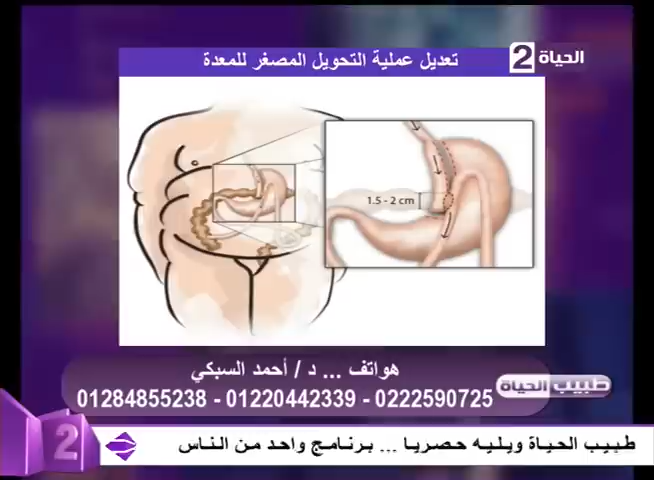 الحياة 2
تعديل عملية التحويل المصغر للمعدة
1.5 - 2 cm
هواتف ... د / أحمد السبكي
01284855238 - 01220442339 - 0222590725
طبيب الحياة
2
طبيب الحياة ويليه حصريا ... برنامج واحد من الناس